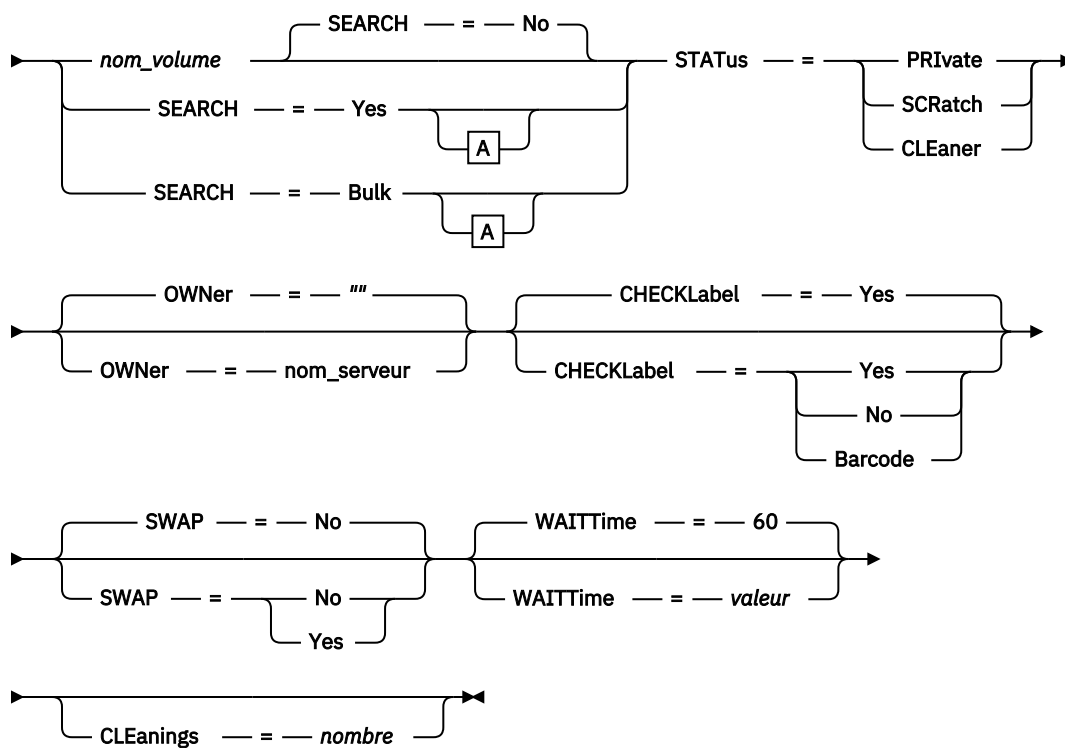 SEARCH = No
nom_volume STATus = PRIvate
SEARCH = Yes SCRatch
A CLEaner
SEARCH = Bulk
A
OWNer = "" CHECKLabel = Yes
OWNer = nom_serveur CHECKLabel = Yes
No
Barcode
SWAP = No WAITTime = 60
SWAP = No WAITTime = valeur
Yes
CLEanings = nombre